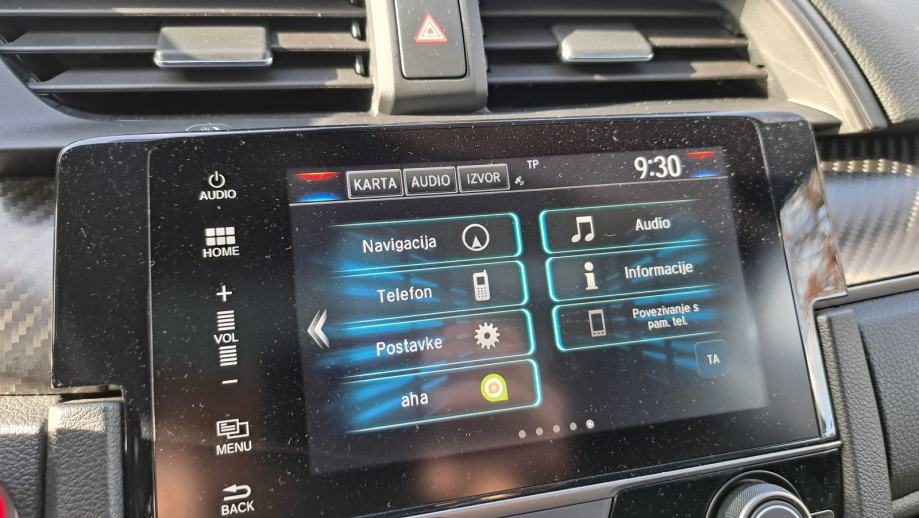 AUDIO
HOME
+
VOL
-
MENU
BACK
KARTA AUDIO IZVOR TP 9:30
Navigacija
Telefon
Postavke
aha
Audio
Informacije
Povezivanje s
pam. tel.
TA